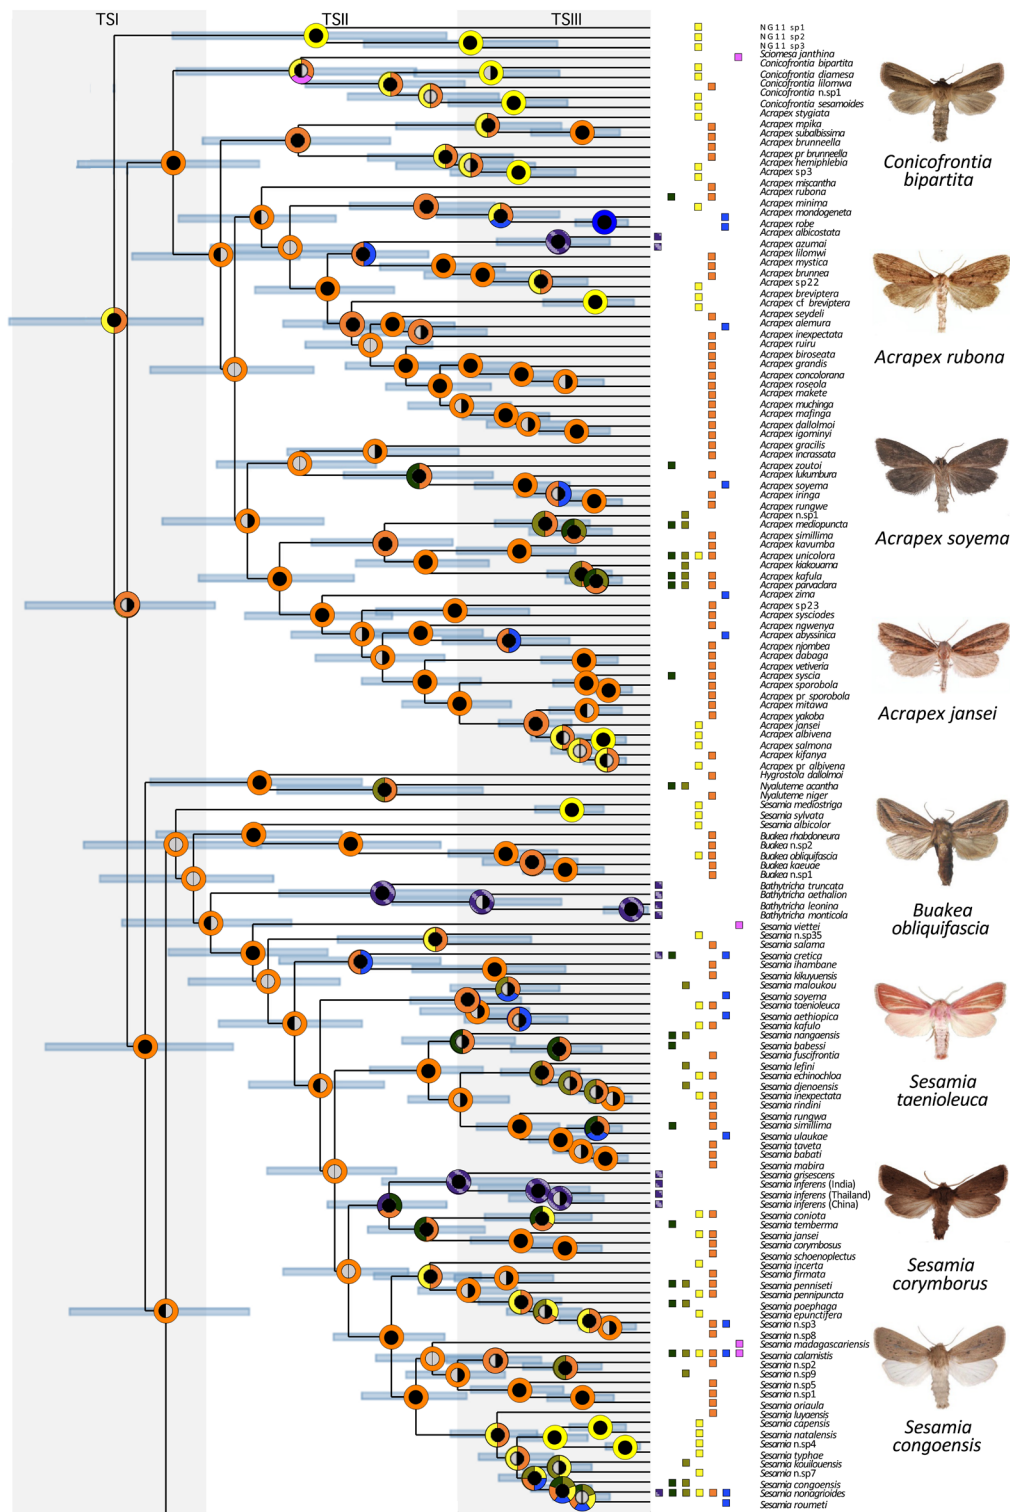 TSI
TSII
TSIII
NG11 sp1
NG11 sp2
NG11 sp3
Sciomesa janthina
Conicofrontia bipartita
Conicofrontia diamesa
Conicofrontia lilomwa
Conicofrontia n.sp1
Conicofrontia sesamoides
Acrapex stygiata
Acrapex mpika
Acrapex subalbissima
Acrapex brunneella
Acrapex pr brunneella
Acrapex hemiphlebia
Acrapex sp3
Acrapex miscantha
Acrapex rubona
Acrapex minima
Acrapex mondogeneta
Acrapex robe
Acrapex albicostata
Acrapex azumai
Acrapex lilomwi
Acrapex mystica
Acrapex brunnea
Acrapex sp22
Acrapex breviptera
Acrapex cf breviptera
Acrapex seydeli
Acrapex alemura
Acrapex inexpectata
Acrapex ruiru
Acrapex biroseata
Acrapex grandis
Acrapex concolorana
Acrapex roseola
Acrapex makete
Acrapex muchinga
Acrapex mafinga
Acrapex dallolmoi
Acrapex igominyi
Acrapex gracilis
Acrapex incrassata
Acrapex zoutoi
Acrapex lukumbura
Acrapex soyema
Acrapex iringa
Acrapex rungwe
Acrapex n.sp1
Acrapex mediopuncta
Acrapex simillima
Acrapex kavumba
Acrapex unicolora
Acrapex kiakouama
Acrapex kafula
Acrapex parvaclara
Acrapex zima
Acrapex sp23
Acrapex sysciodes
Acrapex ngwenya
Acrapex abyssinica
Acrapex njombea
Acrapex dabaga
Acrapex vetiveria
Acrapex syscia
Acrapex sporobola
Acrapex pr sporobola
Acrapex mitawa
Acrapex yakoba
Acrapex jansei
Acrapex albivena
Acrapex salmona
Acrapex kifanya
Acrapex pr albivena
Hygrostola dallolmoi
Nyaluteme acantha
Nyaluteme niger
Sesamia mediostriga
Sesamia sylvata
Sesamia albicolor
Buakea rhabdoneura
Buakea n.sp2
Buakea obliquifascia
Buakea kaeuae
Buakea n.sp1
Bathytricha truncata
Bathytricha aethalion
Bathytricha leonina
Bathytricha monticola
Sesamia viettei
Sesamia n.sp35
Sesamia salama
Sesamia cretica
Sesamia ihambane
Sesamia kikuyuensis
Sesamia maloukou
Sesamia soyema
Sesamia taenioleuca
Sesamia aethiopica
Sesamia kafulo
Sesamia nangoensis
Sesamia babessi
Sesamia fuscifrontia
Sesamia lefini
Sesamia echinochloa
Sesamia djenoensis
Sesamia inexpectata
Sesamia rindini
Sesamia rungwa
Sesamia simillima
Sesamia ulaukae
Sesamia taveta
Sesamia babati
Sesamia mabira
Sesamia grisescens
Sesamia inferens (India)
Sesamia inferens (Thailand)
Sesamia inferens (China)
Sesamia coniota
Sesamia temberma
Sesamia jansei
Sesamia corymbosus
Sesamia schoenoplectus
Sesamia incerta
Sesamia firmata
Sesamia penniseti
Sesamia pennipuncta
Sesamia poephaga
Sesamia epunctifera
Sesamia n.sp3
Sesamia n.sp8
Sesamia madagascariensis
Sesamia calamistis
Sesamia n.sp2
Sesamia n.sp9
Sesamia n.sp5
Sesamia n.sp1
Sesamia oriaula
Sesamia luyaensis
Sesamia capensis
Sesamia natalensis
Sesamia n.sp4
Sesamia typhae
Sesamia kouilouensis
Sesamia n.sp7
Sesamia congoensis
Sesamia nonagrioides
Sesamia roumeti
Conicofrontia
bipartita
Acrapex rubona
Acrapex soyema
Acrapex jansei
Buakea
obliquifascia
Sesamia
taenioleuca
Sesamia
corymborus
Sesamia
congoensis